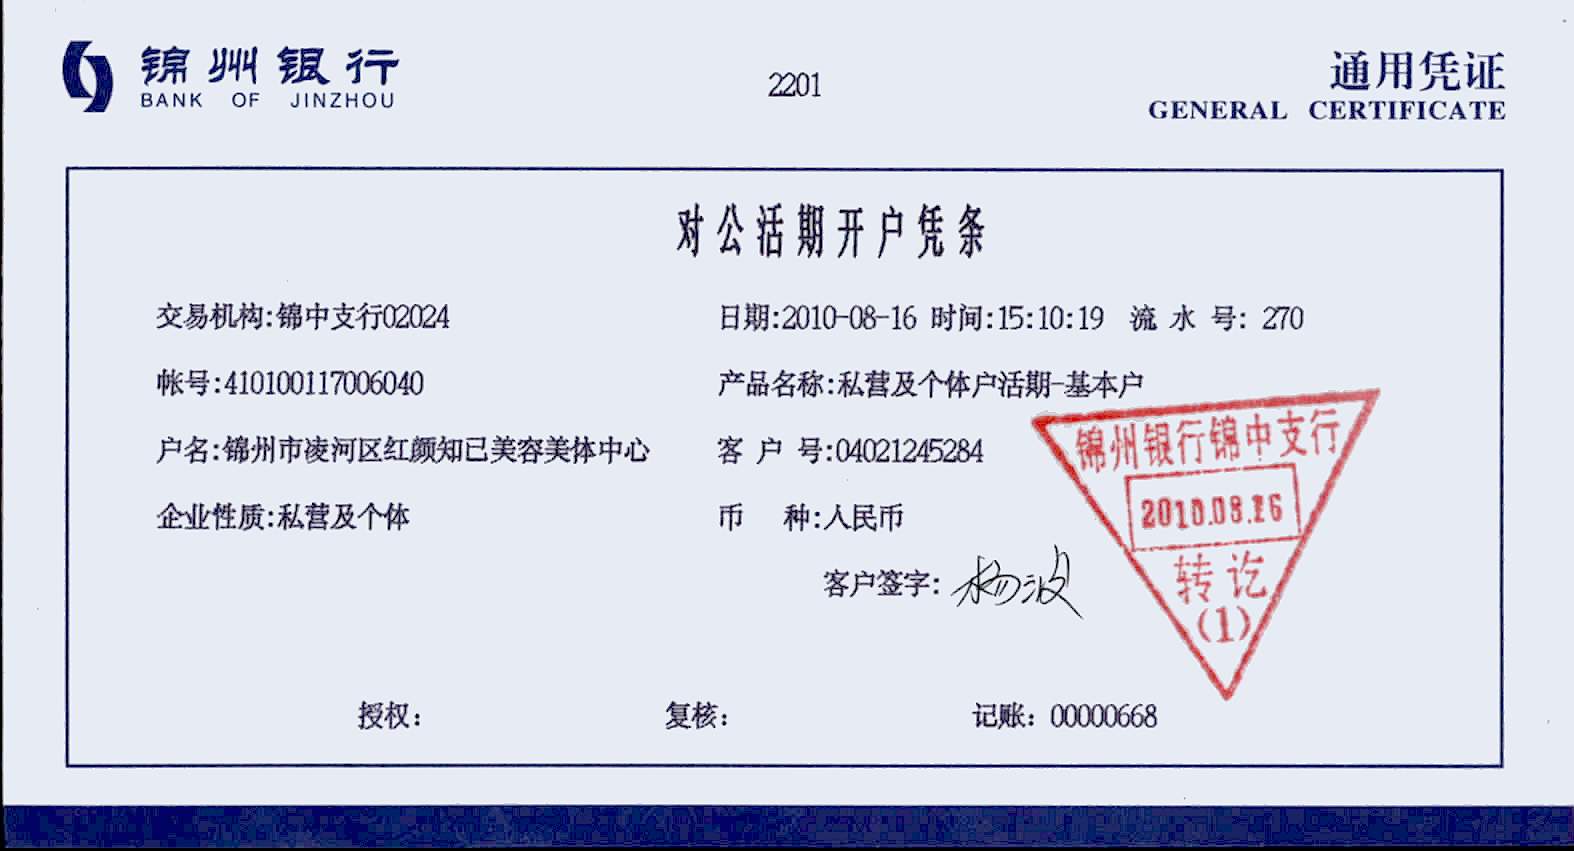 锦州银行
BANK OF JINZHOU
2201
通用凭证
GENERAL CERTIFICATE
对公活期开户凭条
交易机构:锦中支行02024
日期:2010-08-16 时间:15:10:19 流 水 号: 270
帐号:410100117006040
产品名称:私营及个体户活期-基本户
户名:锦州市凌河区红颜知已美容美体中心
客 户 号:04021245284
企业性质:私营及个体
币 种:人民币
客户签字: 杨波
锦州银行锦中支行
2010.08.16
转讫
(1)
授权:
复核:
记账: 00000668